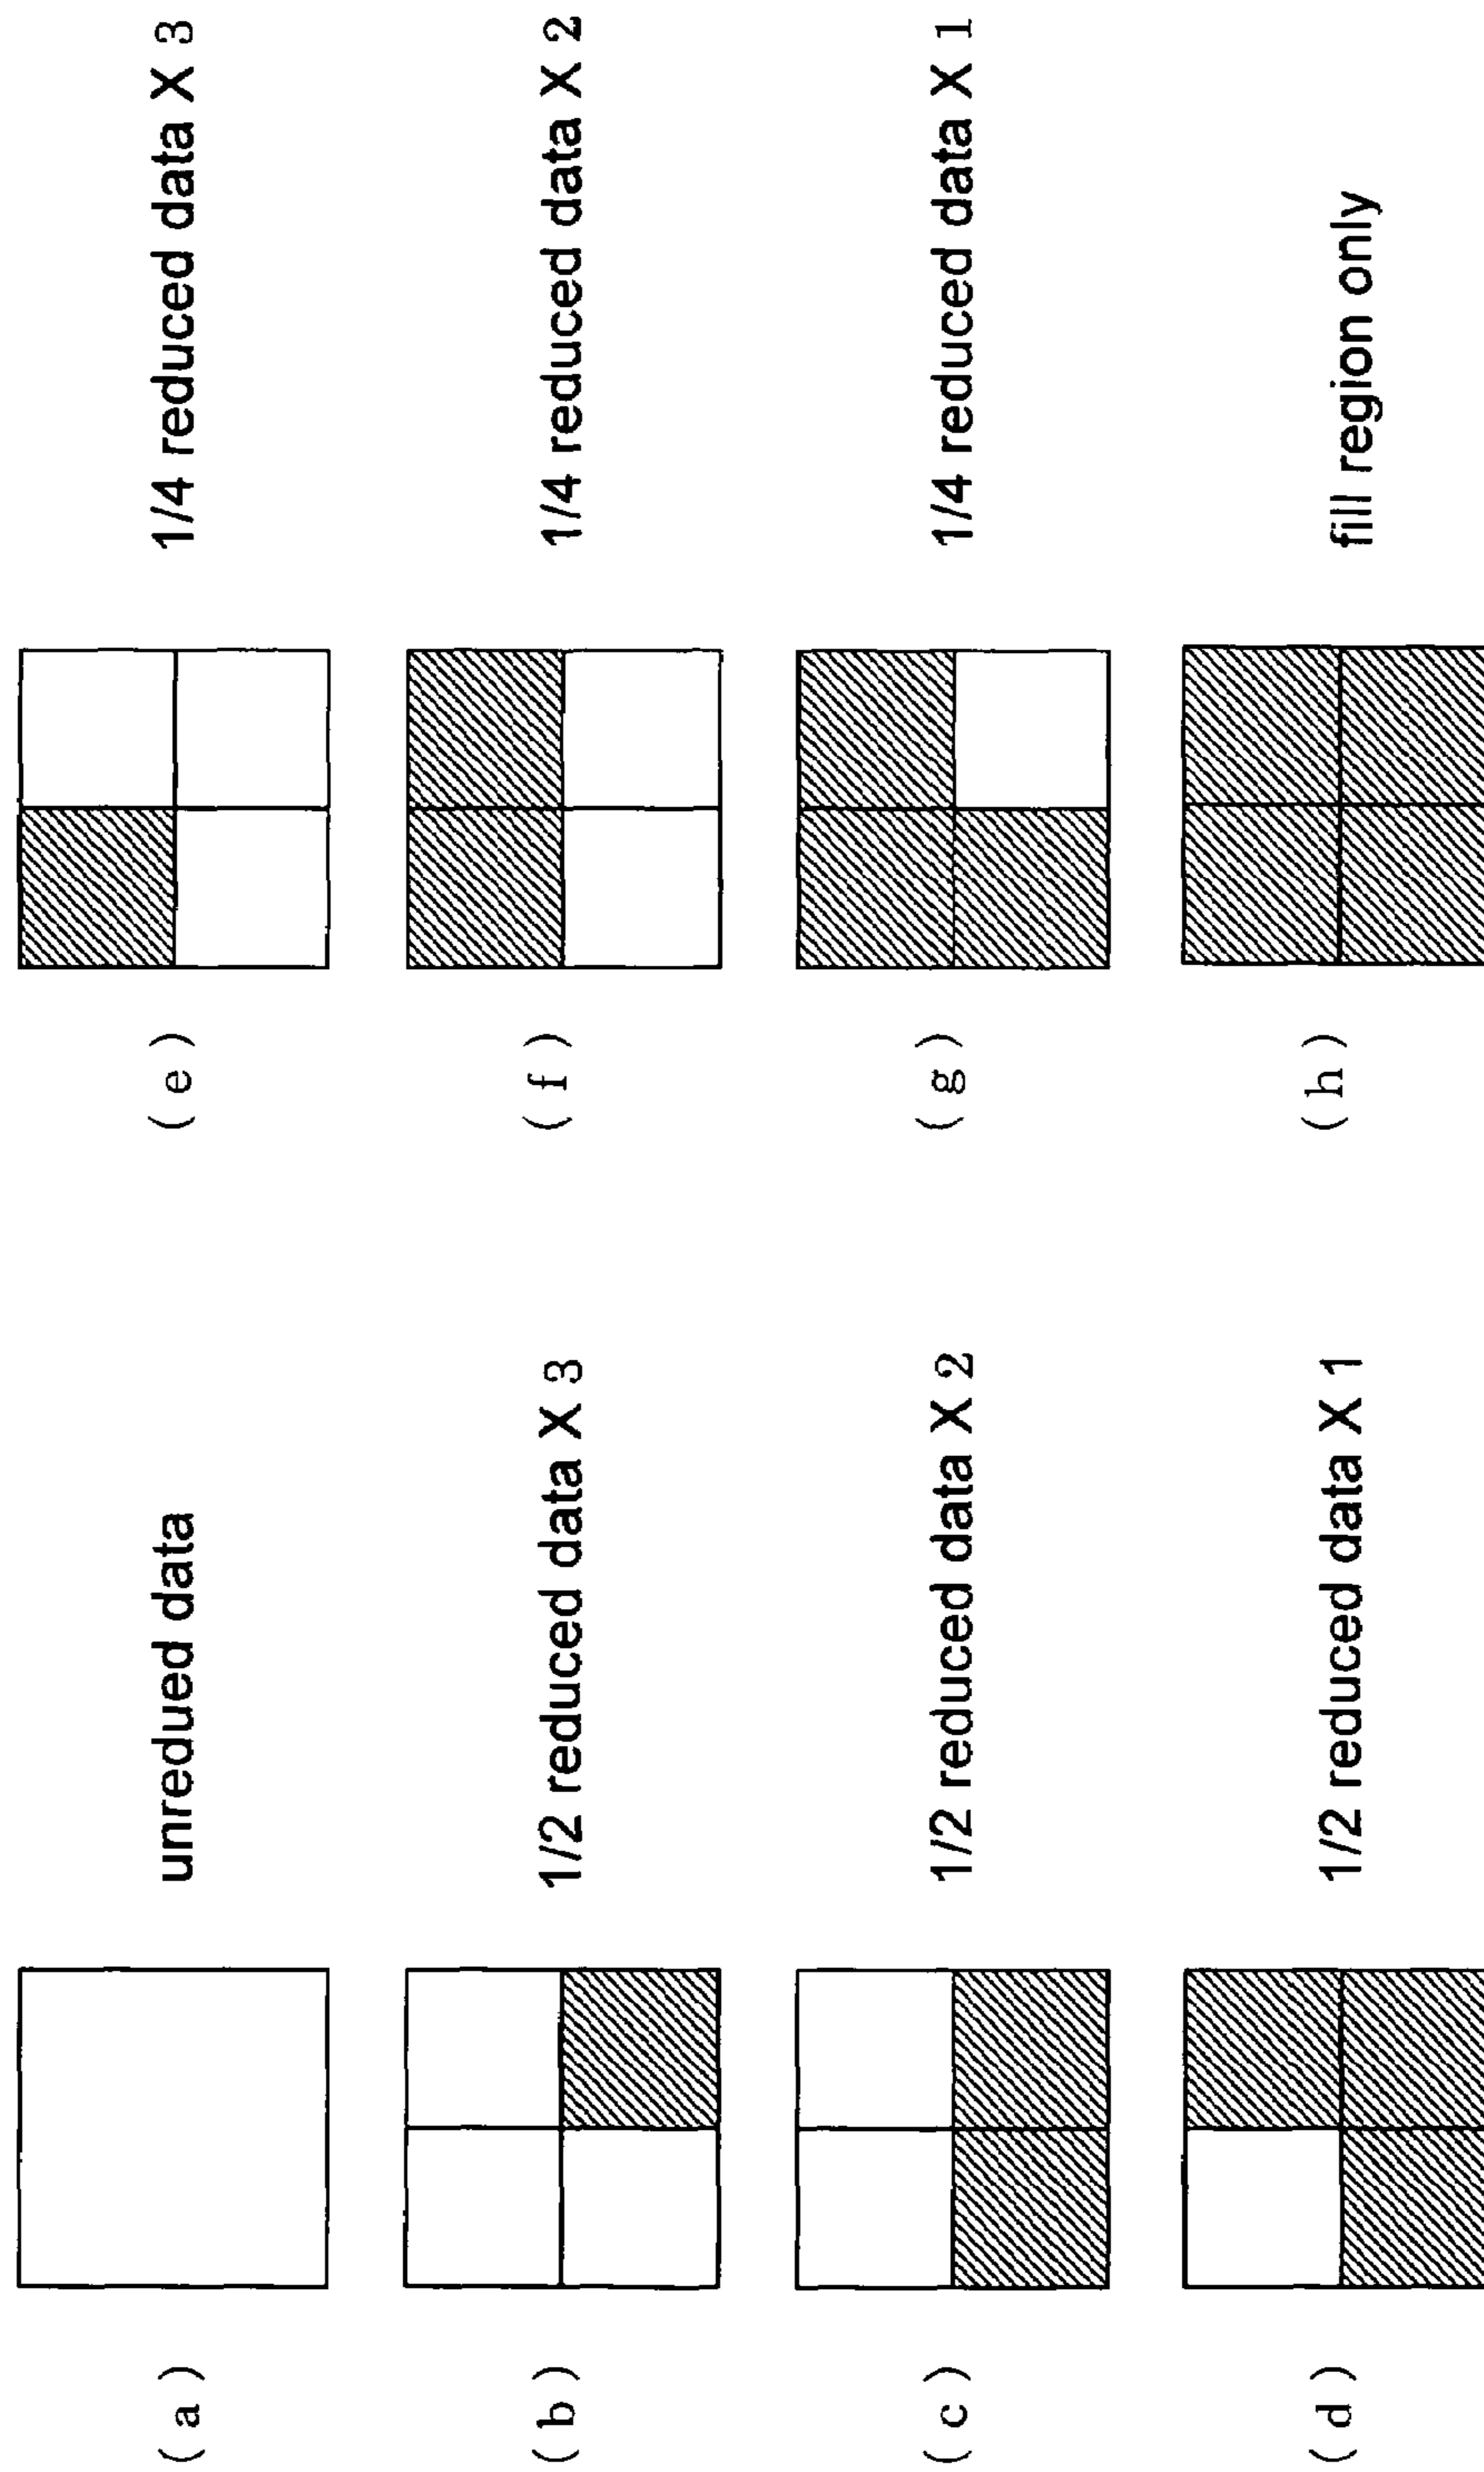 ( a )
unredued data
( b )
1/2 reduced data X 3
( c )
1/2 reduced data X 2
( d )
1/2 reduced data X 1
( e )
1/4 reduced data X 3
( f )
1/4 reduced data X 2
( g )
1/4 reduced data X 1
( h )
fill region only